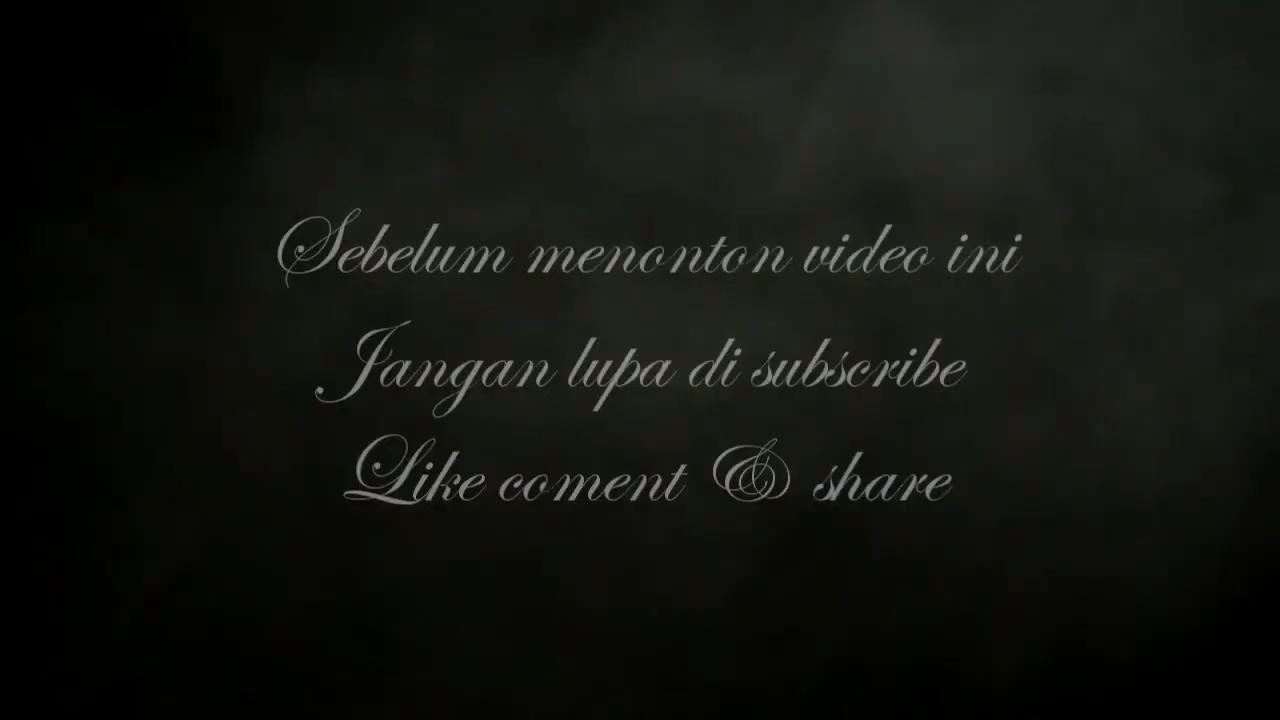 Sebelum menonton video ini
Jangan lupa di subscribe
Like coment & share